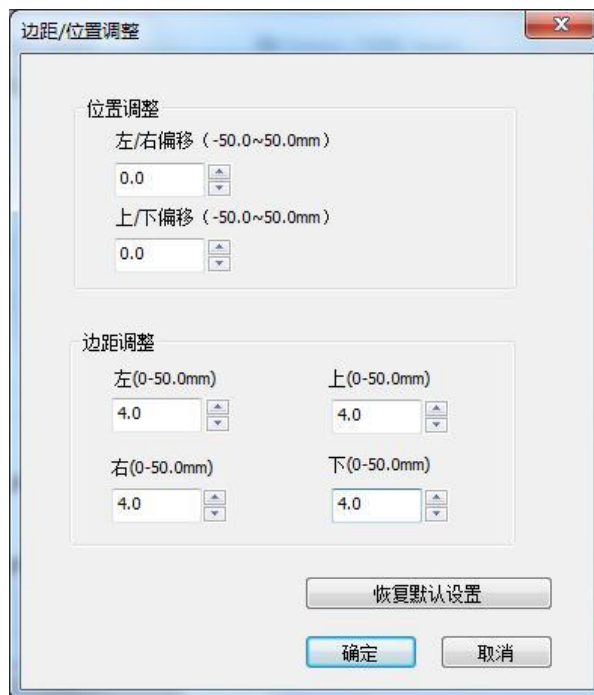 边距/位置调整
位置调整
左/右偏移（-50.0~50.0mm）
0.0
上/下偏移（-50.0~50.0mm）
0.0
边距调整
左(0-50.0mm) 上(0-50.0mm)
4.0 4.0
右(0-50.0mm) 下(0-50.0mm)
4.0 4.0
恢复默认设置
确定 取消